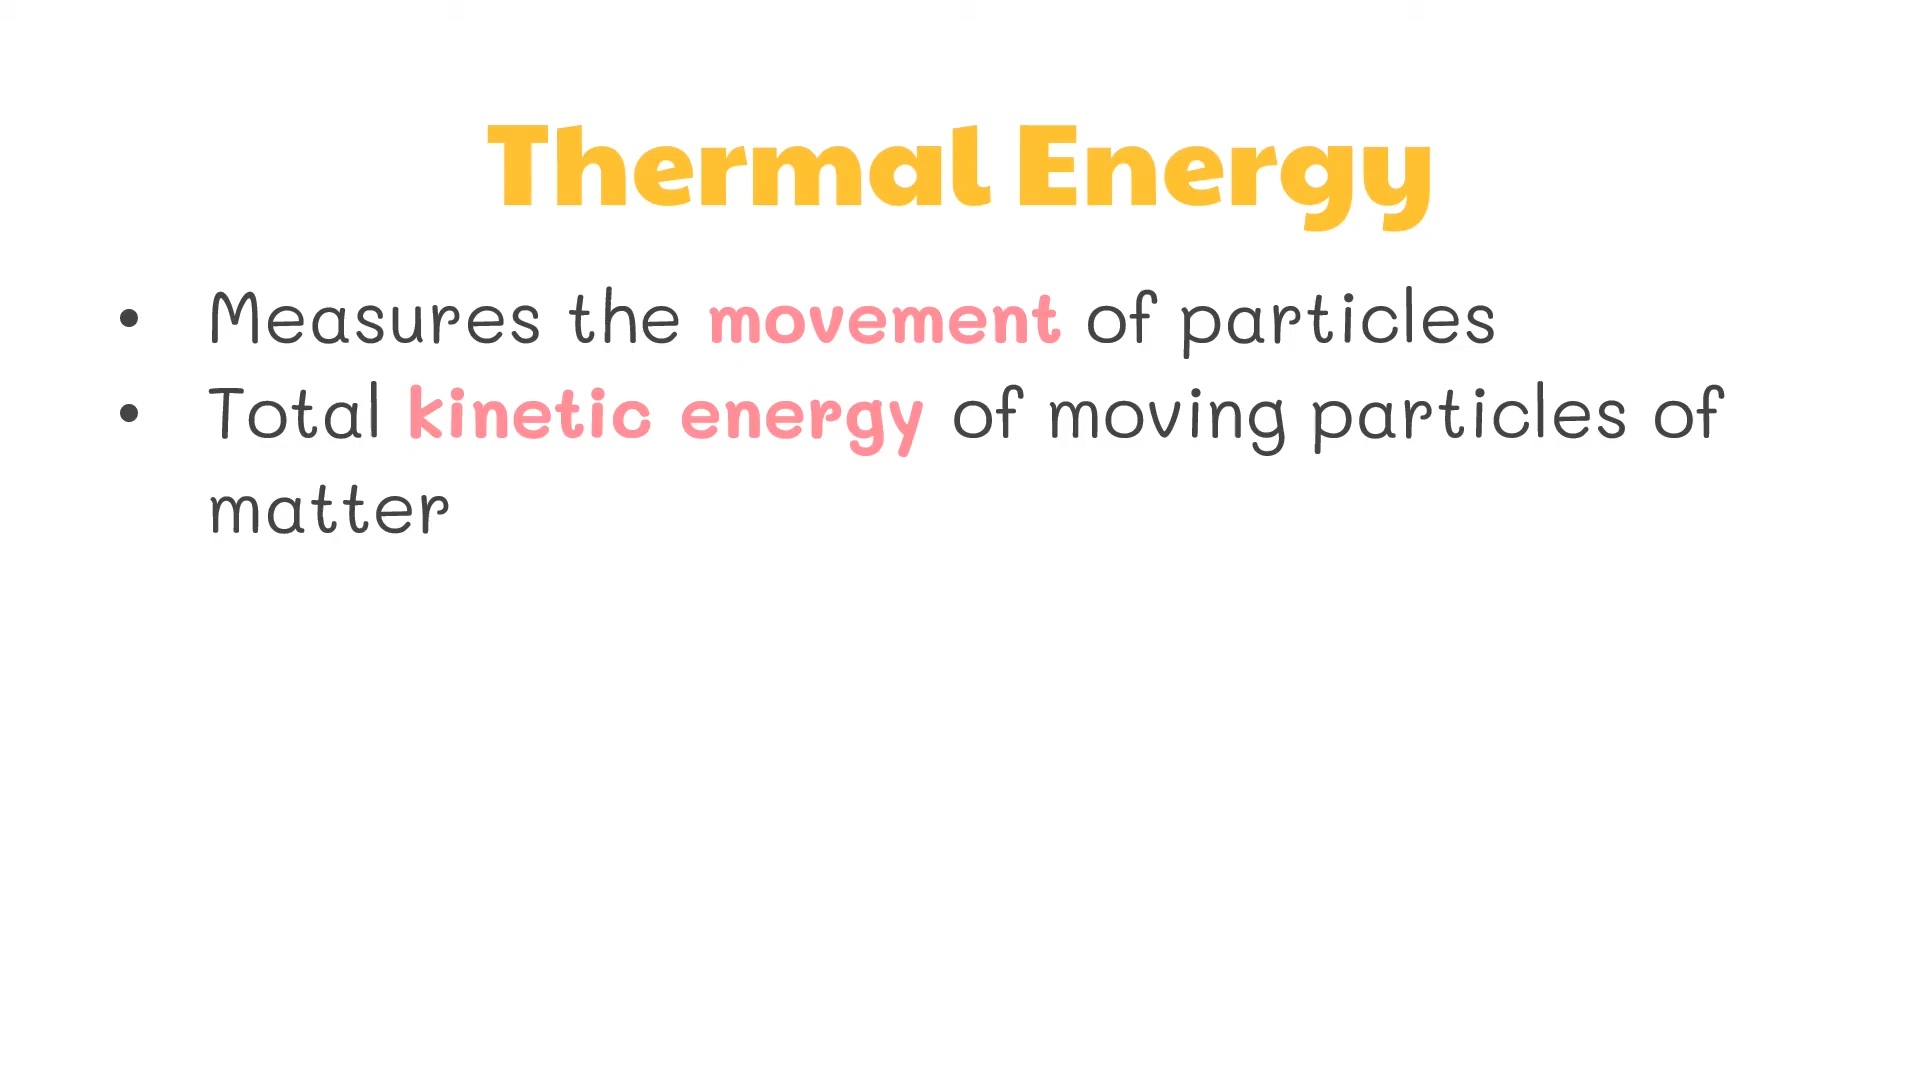 Thermal Energy
• Measures the movement of particles
• Total kinetic energy of moving particles of
matter